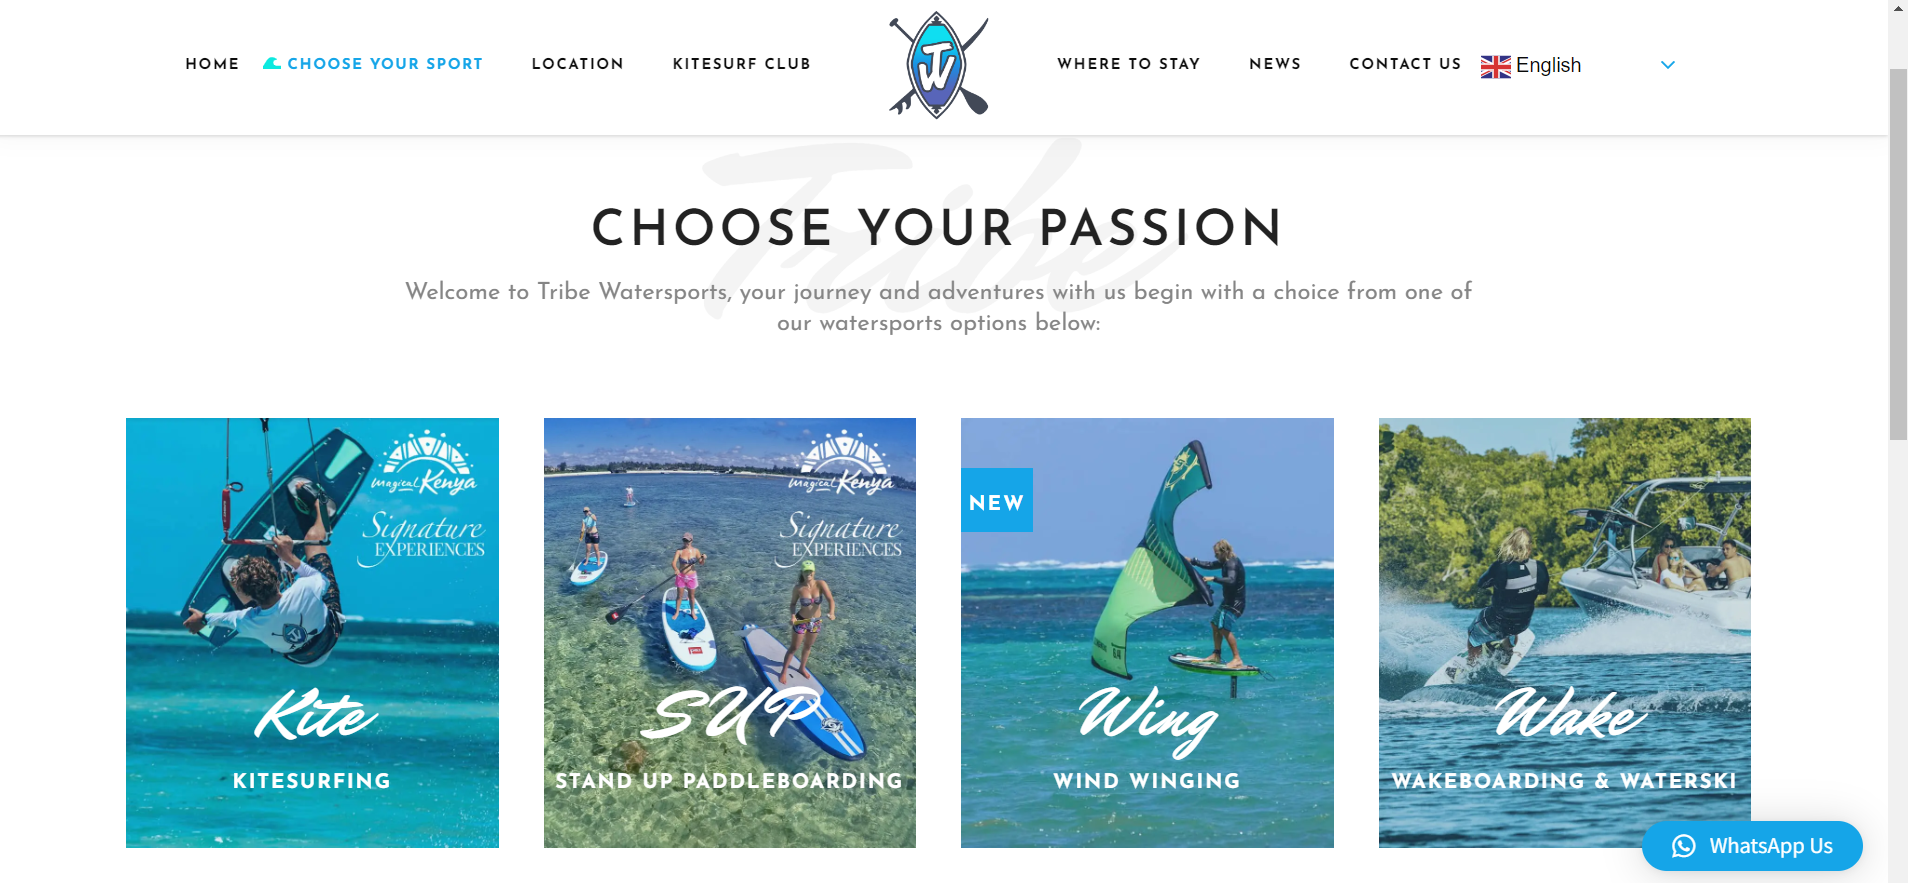 HOME
CHOOSE YOUR SPORT
LOCATION
KITESURF CLUB
TW
WHERE TO STAY
NEWS
CONTACT US
English
Tribe
CHOOSE YOUR PASSION
Welcome to Tribe Watersports, your journey and adventures with us begin with a choice from one of
our watersports options below:
magical Kenya
Signature
EXPERIENCES
Kite
KITESURFING
magical Kenya
Signature
EXPERIENCES
SUP
STAND UP PADDLEBOARDING
NEW
Wing
WIND WINGING
Wake
WAKEBOARDING & WATERSKI
WhatsApp Us